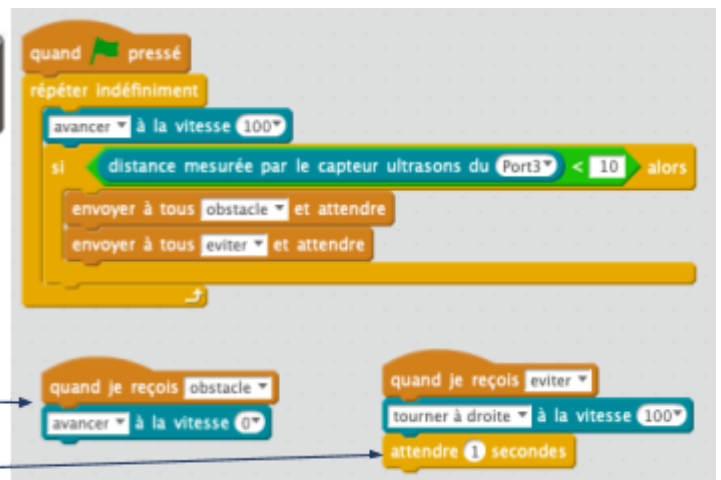 quand pressé
répéter indéfiniment
avancer à la vitesse 100
si distance mesurée par le capteur ultrasons du Port3 < 10 alors
envoyer à tous obstacle et attendre
envoyer à tous eviter et attendre
quand je reçois obstacle
avancer à la vitesse 0
quand je reçois eviter
tourner à droite à la vitesse 100
attendre 1 secondes